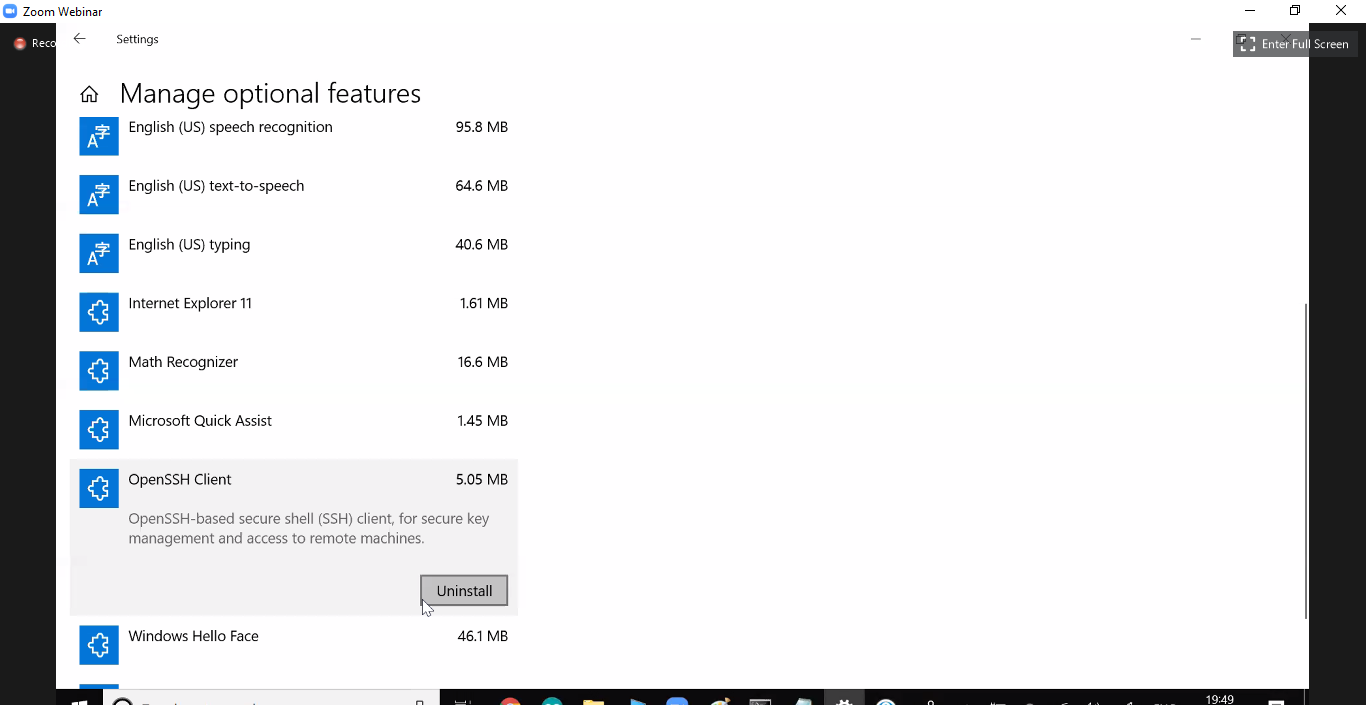 Zoom Webinar
Reco
Settings
Enter Full Screen
Manage optional features
English (US) speech recognition 95.8 MB
English (US) text-to-speech 64.6 MB
English (US) typing 40.6 MB
Internet Explorer 11 1.61 MB
Math Recognizer 16.6 MB
Microsoft Quick Assist 1.45 MB
OpenSSH Client 5.05 MB
OpenSSH-based secure shell (SSH) client, for secure key
management and access to remote machines.
Uninstall
Windows Hello Face 46.1 MB
19:49